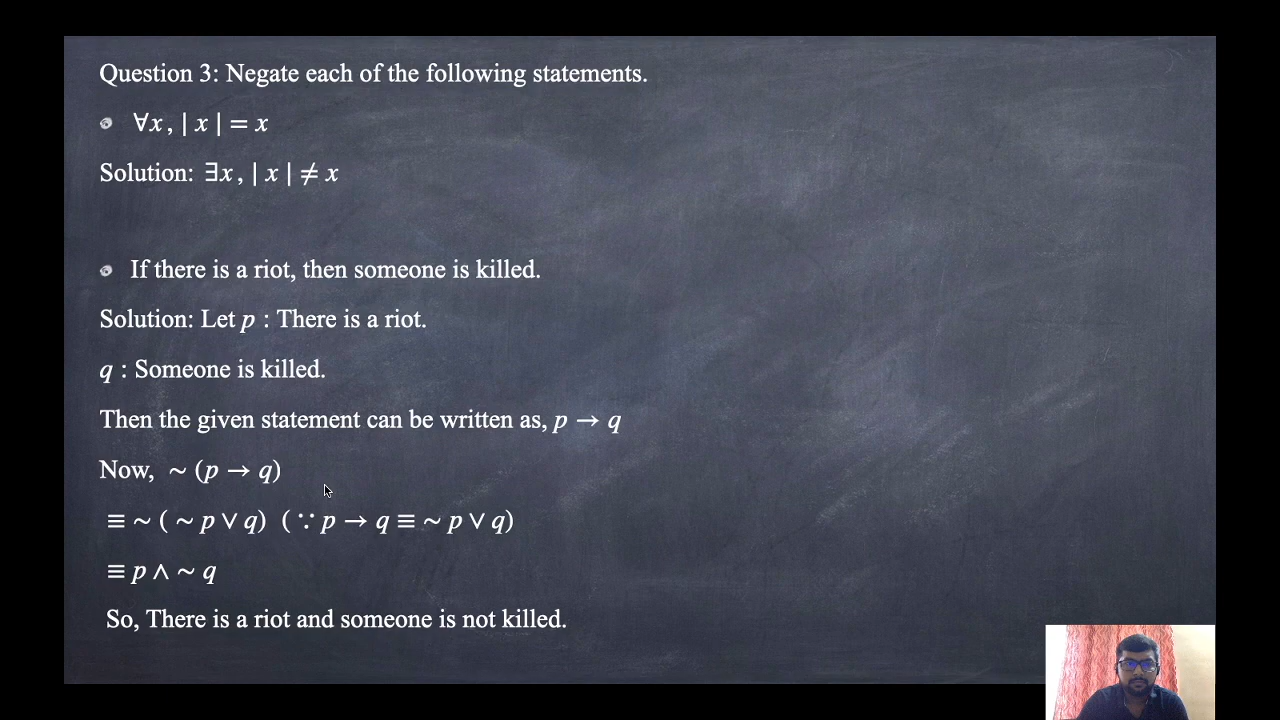 Question 3: Negate each of the following statements.
∀x, | x | = x
Solution: ∃x, | x | ≠ x
If there is a riot, then someone is killed.
Solution: Let p : There is a riot.
q : Someone is killed.
Then the given statement can be written as, p → q
Now, ~ (p → q)
≡ ~ ( ~ p ∨ q) ( ∵ p → q ≡ ~ p ∨ q)
≡ p ∧ ~ q
So, There is a riot and someone is not killed.